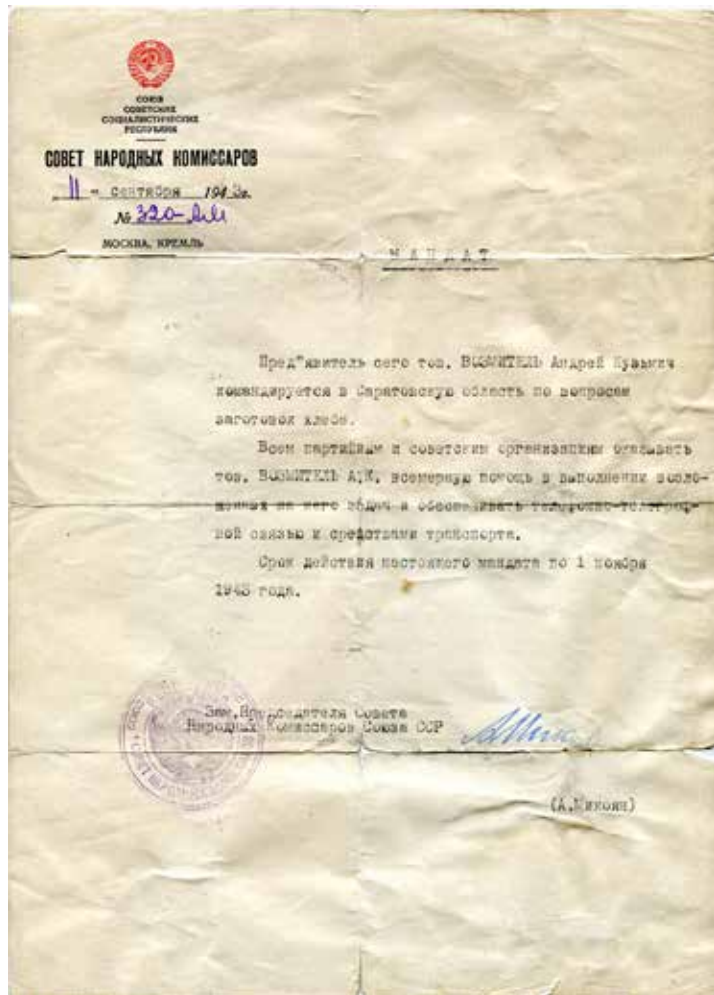 СОЮЗ
СОВЕТСКИХ
СОЦИАЛИСТИЧЕСКИХ
РЕСПУБЛИК
СОВЕТ НАРОДНЫХ КОМИССАРОВ
„11" сентября 1943г.
№ 320-
МОСКВА, КРЕМЛЬ
МАНДАТ
Пред"явитель сего тов. ВОЗМИТЕЛЬ Андрей Кузьмич
командируется в Саратовскую область по вопросам
заготовок хлеба.
Всем партийным и советским организациям оказывать
тов. ВОЗМИТЕЛЬ А.К. всемерную помощь в выполнении возло-
женных на него задач и обеспечивать телефонно-телеграф-
ной связью и средствами транспорта.
Срок действия настоящего мандата по 1 ноября
1943 года.
Зам.Председателя Совета
Народных Комиссаров Союза ССР
(А.Микоян)